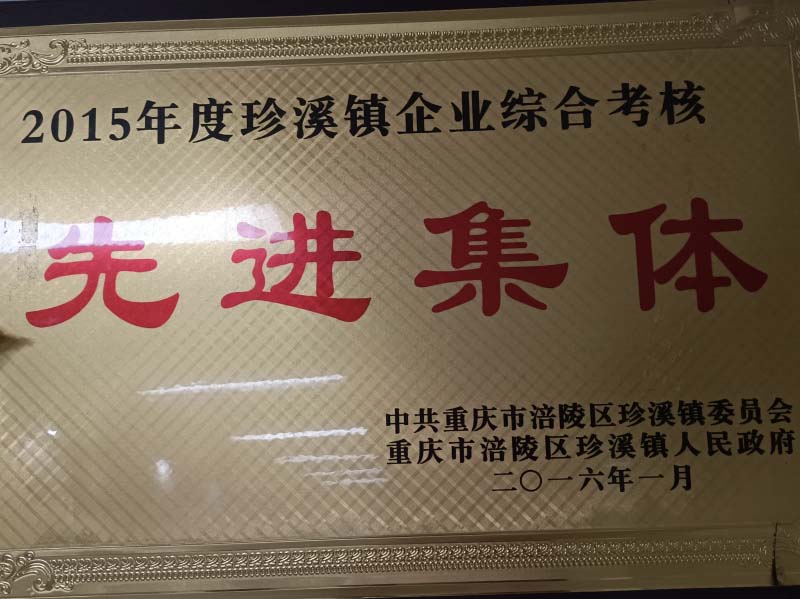 2015年度珍溪镇企业综合考核
先进集体
中共重庆市涪陵区珍溪镇委员会
重庆市涪陵区珍溪镇人民政府
二〇一六年一月